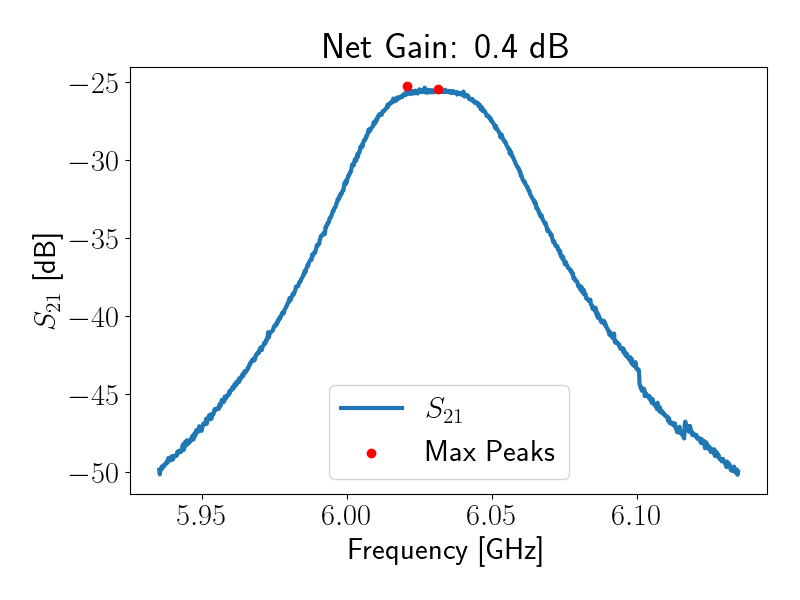 Net Gain: 0.4 dB
−25
−30
−35
−40
−45
−50
S21 [dB]
S21
Max Peaks
5.95 6.00 6.05 6.10
Frequency [GHz]